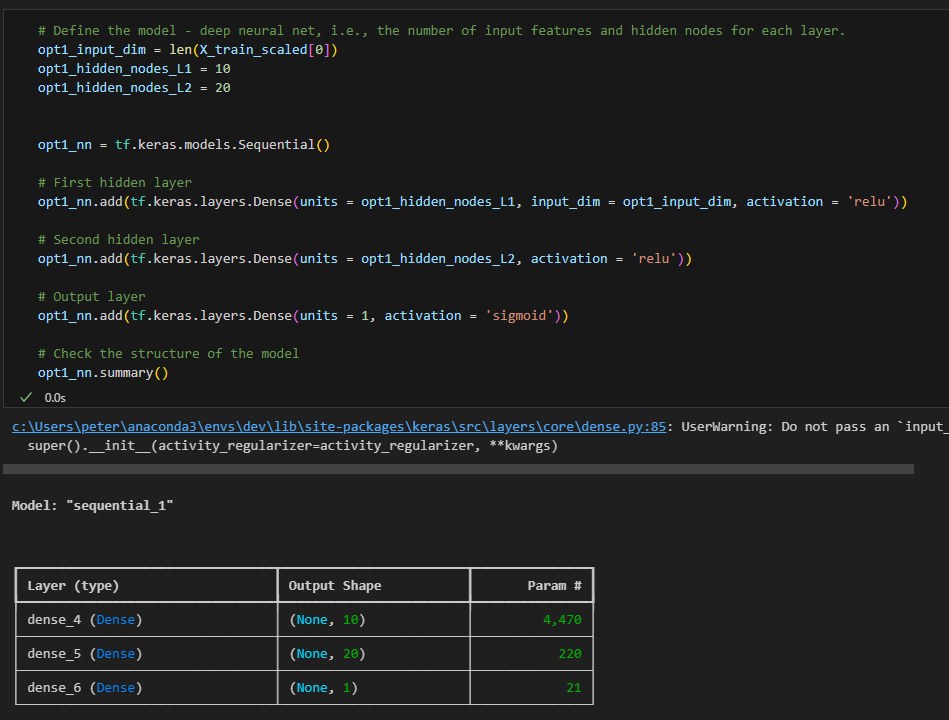 # Define the model - deep neural net, i.e., the number of input features and hidden nodes for each layer.
opt1_input_dim = len(X_train_scaled[0])
opt1_hidden_nodes_L1 = 10
opt1_hidden_nodes_L2 = 20
opt1_nn = tf.keras.models.Sequential()
# First hidden layer
opt1_nn.add(tf.keras.layers.Dense(units = opt1_hidden_nodes_L1, input_dim = opt1_input_dim, activation = 'relu'))
# Second hidden layer
opt1_nn.add(tf.keras.layers.Dense(units = opt1_hidden_nodes_L2, activation = 'relu'))
# Output layer
opt1_nn.add(tf.keras.layers.Dense(units = 1, activation = 'sigmoid'))
# Check the structure of the model
opt1_nn.summary()
0.0s
c:\Users\peter\anaconda3\envs\dev\lib\site-packages\keras\src\layers\core\dense.py:85: UserWarning: Do not pass an `input_
super().__init__(activity_regularizer=activity_regularizer, **kwargs)
Model: "sequential_1"
Layer (type) Output Shape Param #
dense_4 (Dense) (None, 10) 4,470
dense_5 (Dense) (None, 20) 220
dense_6 (Dense) (None, 1) 21